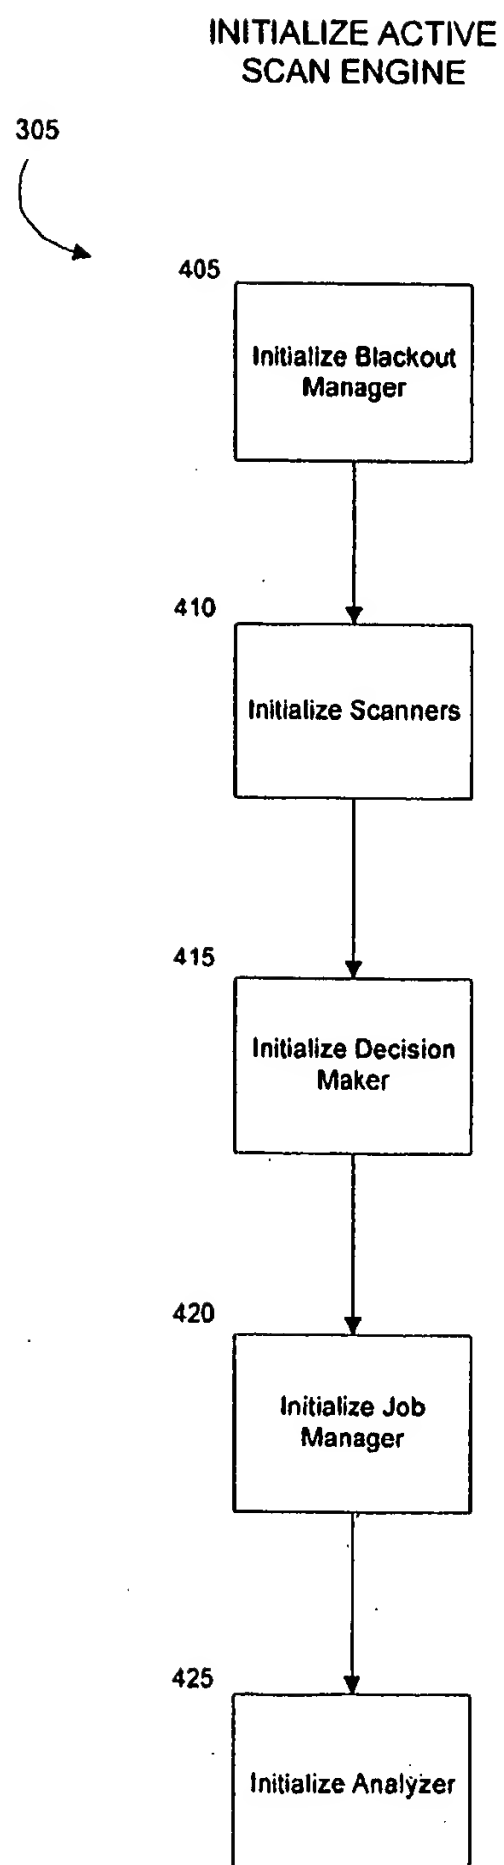 INITIALIZE ACTIVE
SCAN ENGINE
305
405
Initialize Blackout
Manager
410
Initialize Scanners
415
Initialize Decision
Maker
420
Initialize Job
Manager
425
Initialize Analyzer